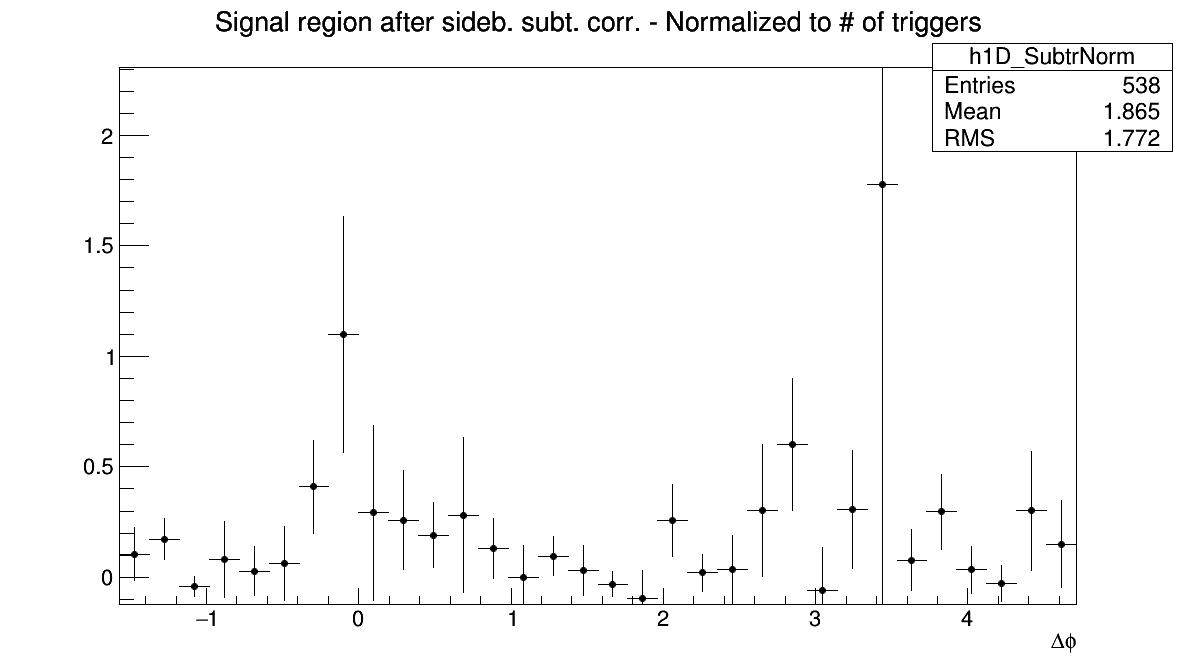 Signal region after sideb. subt. corr. - Normalized to # of triggers
h1D_SubtrNorm
Entries 538
Mean 1.865
RMS 1.772
2
1.5
1
0.5
0
−1 0 1 2 3 4
Δϕ